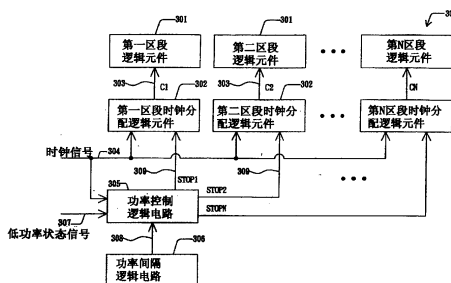 301
301
30
第一区段
逻辑元件
第二区段
逻辑元件
第N区段
逻辑元件
303
C1
302
303
C2
302
CN
第一区段时钟分
配逻辑元件
第二区段时钟分
配逻辑元件
第N区段时钟分
配逻辑元件
时钟信号
304
309
STOP1
309
305
STOP2
功率控制
逻辑电路
STOPN
307
低功率状态信号
308
306
功率间隔
逻辑电路